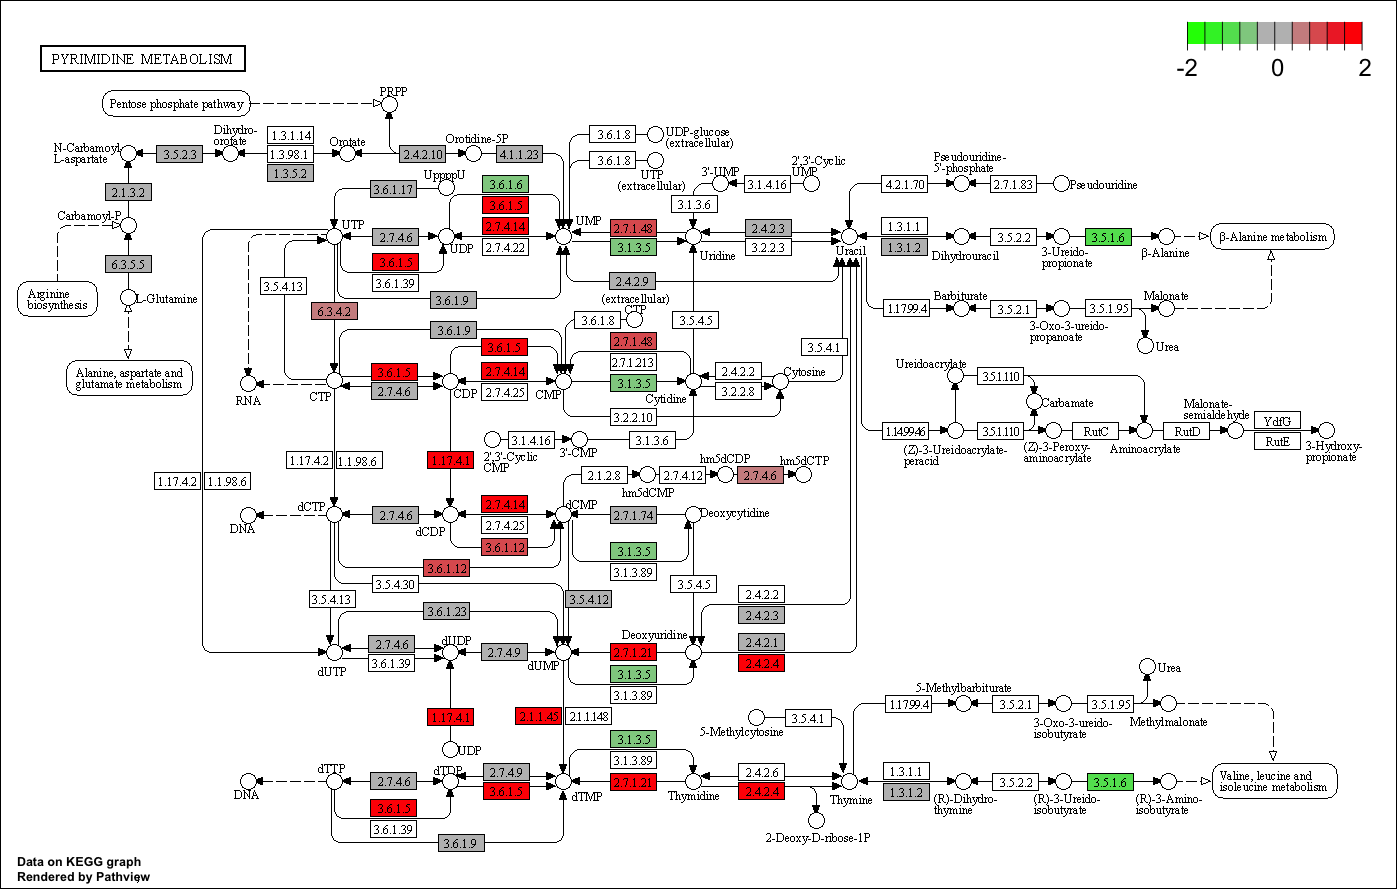 PYRIMIDINE METABOLISM
-2 0 2
Pentose phosphate pathway
PRPP
N-Carbamoyl-
L-aspartate
3.5.2.3
Dihydro-
orotate
1.3.1.14
1.3.98.1
1.3.5.2
Orotate
2.4.2.10
Orotidine-5P
4.1.1.23
3.6.1.8
UDP-glucose
(extracellular)
3.6.1.8
UTP
(extracellular)
2.1.3.2
Carbamoyl-P
6.3.5.5
L-Glutamine
Arginine
biosynthesis
Alanine, aspartate and
glutamate metabolism
UppppU
3.6.1.17
3.6.1.6
3.6.1.5
2.7.4.14
2.7.4.22
UTP
2.7.4.6
UDP
3.6.1.5
3.6.1.39
3.6.1.9
UMP
2.7.1.48
3.1.3.5
2.4.2.9
Uridine
3'-UMP
3.1.4.16
2',3'-Cyclic
UMP
3.1.3.6
2.4.2.3
3.2.2.3
Uracil
4.2.1.70
Pseudouridine-
5'-phosphate
2.7.1.83
Pseudouridine
1.3.1.1
1.3.1.2
Dihydrouracil
3.5.2.2
3-Ureido-
propionate
3.5.1.6
β-Alanine
β-Alanine metabolism
1.17.99.4
Barbiturate
3.5.2.1
3-Oxo-3-ureido-
propanoate
3.5.1.95
Malonate
Urea
3.5.4.13
6.3.4.2
3.6.1.9
(extracellular)
CTP
3.6.1.8
3.5.4.5
3.5.4.1
RNA
CTP
3.6.1.5
2.7.4.6
CDP
3.6.1.5
2.7.4.14
2.7.4.25
CMP
2.7.1.48
2.7.1.213
3.1.3.5
3.2.2.10
Cytidine
2.4.2.2
3.2.2.8
Cytosine
Ureidoacrylate
3.5.1.110
Carbamate
1.14.99.46
(Z)-3-Ureidoacrylate-
peracid
3.5.1.110
(Z)-3-Peroxy-
aminoacrylate
RutC
Aminoacrylate
RutD
Malonate-
semialdehyde
YdfG
RutE
3-Hydroxy-
propionate
2',3'-Cyclic
CMP
3.1.4.16
3'-CMP
3.1.3.6
1.17.4.2
1.1.98.6
1.17.4.2
1.1.98.6
1.17.4.1
2.1.2.8
hm5dCMP
2.7.4.12
hm5dCDP
2.7.4.6
hm5dCTP
DNA
dCTP
2.7.4.6
dCDP
2.7.4.14
2.7.4.25
3.6.1.12
3.6.1.12
dCMP
2.7.1.74
3.1.3.5
3.1.3.89
Deoxycytidine
3.5.4.30
3.5.4.13
3.5.4.12
3.5.4.5
3.6.1.23
dUTP
2.7.4.6
3.6.1.39
dUDP
2.7.4.9
dUMP
Deoxyuridine
2.7.1.21
3.1.3.5
3.1.3.89
2.4.2.2
2.4.2.3
2.4.2.1
2.4.2.4
1.17.4.1
UDP
2.1.1.45
2.1.1.148
5-Methylcytosine
3.5.4.1
1.17.99.4
5-Methylbarbiturate
3.5.2.1
3-Oxo-3-ureido-
isobutyrate
3.5.1.95
Urea
Methylmalonate
DNA
dTTP
2.7.4.6
3.6.1.5
3.6.1.39
3.6.1.9
dTDP
2.7.4.9
3.6.1.5
dTMP
3.1.3.5
3.1.3.89
2.7.1.21
Thymidine
2.4.2.6
2.4.2.4
2-Deoxy-D-ribose-1P
Thymine
1.3.1.1
1.3.1.2
(R)-Dihydro-
thymine
3.5.2.2
(R)-3-Ureido-
isobutyrate
3.5.1.6
(R)-3-Amino-
isobutyrate
Valine, leucine and
isoleucine metabolism
Data on KEGG graph
Rendered by Pathview